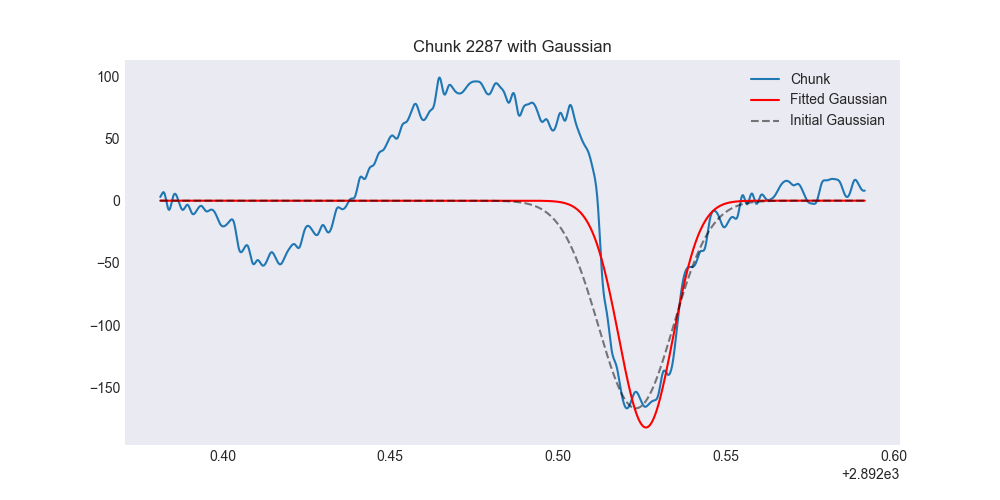 Chunk 2287 with Gaussian
100
50
0
−50
−100
−150
Chunk
Fitted Gaussian
Initial Gaussian
0.40 0.45 0.50 0.55 0.60
+2.892e3